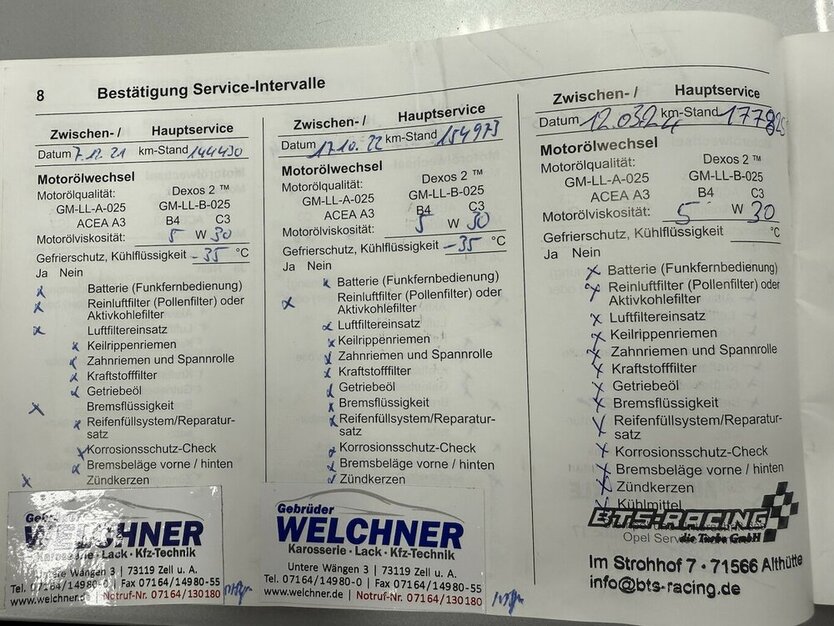 8 Bestätigung Service-Intervalle
Zwischen- / Hauptservice
Datum 7.12.21 km-Stand 144430
Motorölwechsel
Motorölqualität: Dexos 2 ™
GM-LL-A-025 GM-LL-B-025
ACEA A3 B4 C3
Motorölviskosität: 5 W 30
Gefrierschutz, Kühlflüssigkeit -35 °C
Ja Nein
x Batterie (Funkfernbedienung)
x Reinluftfilter (Pollenfilter) oder
Aktivkohlefilter
x Luftfiltereinsatz
x Keilrippenriemen
x Zahnriemen und Spannrolle
x Kraftstofffilter
x Getriebeöl
x Bremsflüssigkeit
x Reifenfüllsystem/Reparatur-
satz
x Korrosionsschutz-Check
x Bremsbeläge vorne / hinten
x Zündkerzen
Gebrüder
WELCHNER
Karosserie • Lack • Kfz-Technik
Untere Wängen 3 | 73119 Zell u. A.
Tel. 07164/14980-0 | Fax 07164/14980-55
www.welchner.de | Notruf-Nr. 07164/130180
Zwischen- / Hauptservice
Datum 17.10.22 km-Stand 154973
Motorölwechsel
Motorölqualität: Dexos 2 ™
GM-LL-A-025 GM-LL-B-025
ACEA A3 B4 C3
Motorölviskosität: 5 W 30
Gefrierschutz, Kühlflüssigkeit -35 °C
Ja Nein
x Batterie (Funkfernbedienung)
x Reinluftfilter (Pollenfilter) oder
Aktivkohlefilter
x Luftfiltereinsatz
x Keilrippenriemen
x Zahnriemen und Spannrolle
x Kraftstofffilter
x Getriebeöl
x Bremsflüssigkeit
x Reifenfüllsystem/Reparatur-
satz
x Korrosionsschutz-Check
x Bremsbeläge vorne / hinten
x Zündkerzen
Gebrüder
WELCHNER
Karosserie • Lack • Kfz-Technik
Untere Wängen 3 | 73119 Zell u. A.
Tel. 07164/14980-0 | Fax 07164/14980-55
www.welchner.de | Notruf-Nr. 07164/130180
Zwischen- / Hauptservice
Datum km-Stand
Motorölwechsel
Motorölqualität: Dexos 2 ™
GM-LL-A-025 GM-LL-B-025
ACEA A3 B4 C3
Motorölviskosität: 5 W 30
Gefrierschutz, Kühlflüssigkeit °C
Ja Nein
x Batterie (Funkfernbedienung)
x Reinluftfilter (Pollenfilter) oder
Aktivkohlefilter
x Luftfiltereinsatz
x Keilrippenriemen
x Zahnriemen und Spannrolle
x Kraftstofffilter
x Getriebeöl
x Bremsflüssigkeit
x Reifenfüllsystem/Reparatur-
satz
x Korrosionsschutz-Check
x Bremsbeläge vorne / hinten
x Zündkerzen
Kühlmittel
BTS-RACING
die Turbo GmbH
Opel
Im Strohhof 7 • 71566 Althütte
info@bts-racing.de